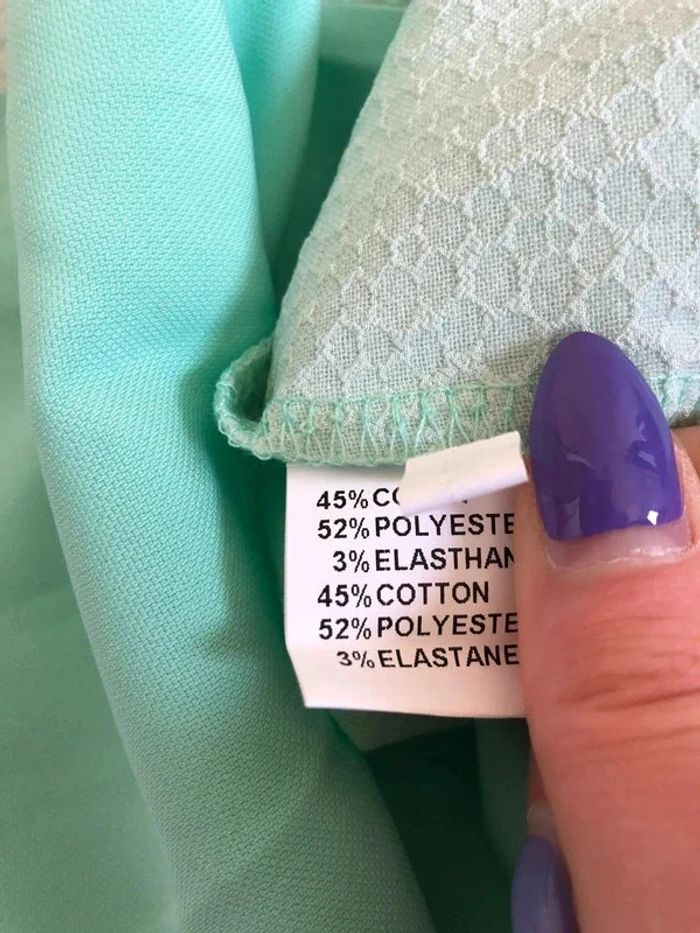 45% CO
52% POLYESTE
3% ELASTHAN
45% COTTON
52% POLYESTE
3% ELASTANE